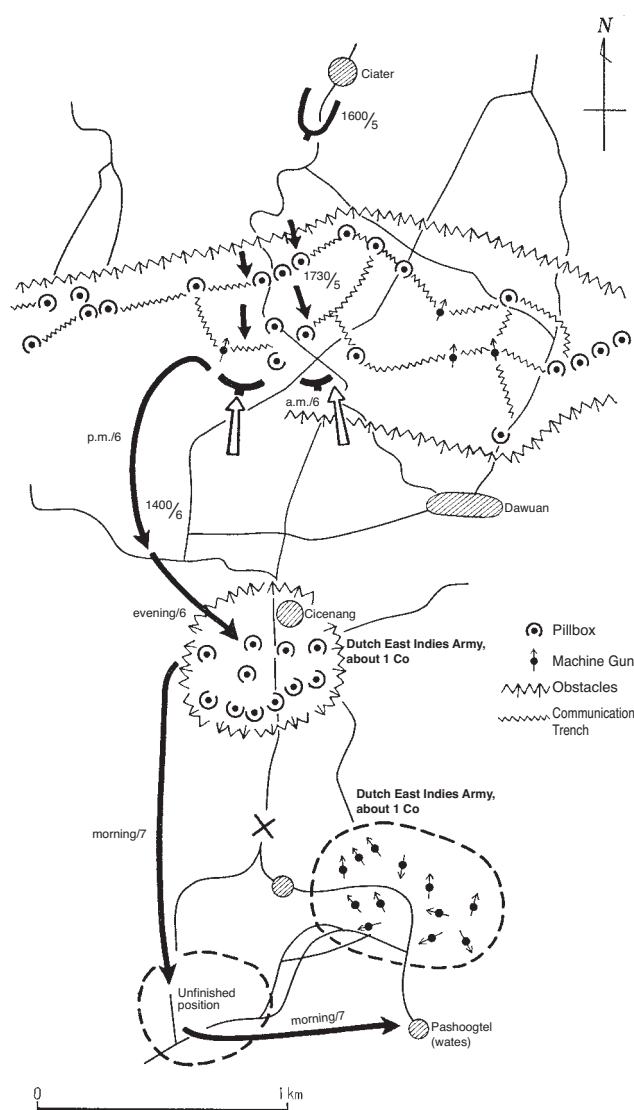 N
Ciater
1600/5
1730/5
a.m./6
p.m./6
1400/6
Dawuan
evening/6
Cicenang
Dutch East Indies Army,
about 1 Co
Pillbox
Machine Gun
Obstacles
Communication
Trench
Dutch East Indies Army,
about 1 Co
morning/7
Unfinished
position
morning/7
Pashoogtel
(wates)
0 1 km